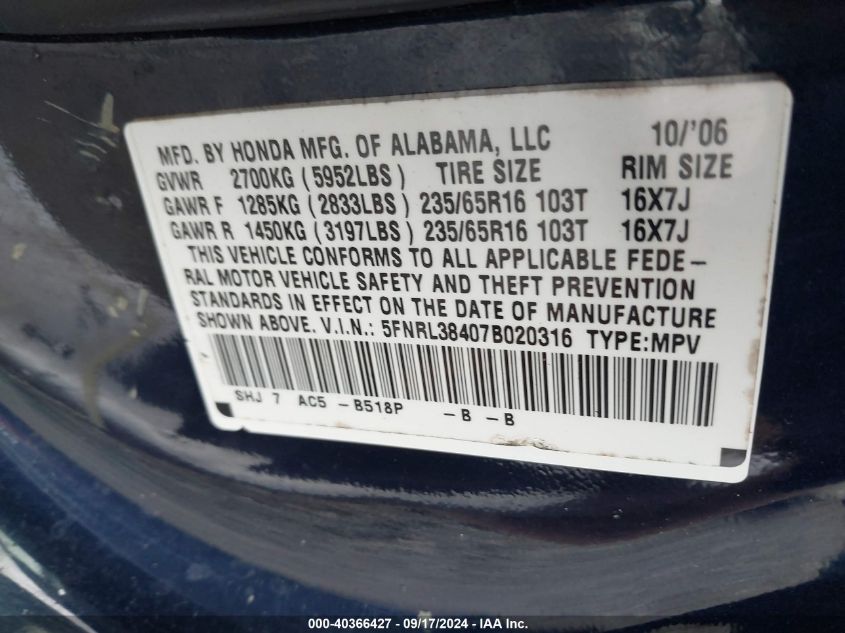 MFD. BY HONDA MFG. OF ALABAMA, LLC 10/'06
GVWR 2700KG (5952LBS) TIRE SIZE RIM SIZE
GAWR F 1285KG (2833LBS) 235/65R16 103T 16X7J
GAWR R 1450KG (3197LBS) 235/65R16 103T 16X7J
THIS VEHICLE CONFORMS TO ALL APPLICABLE FEDE-
RAL MOTOR VEHICLE SAFETY AND THEFT PREVENTION
STANDARDS IN EFFECT ON THE DATE OF MANUFACTURE
SHOWN ABOVE. V.I.N.: 5FNRL38407B020316 TYPE:MPV
SHJ 7 AC5 -B518P -B -B
000-40366427 - 09/17/2024 - IAAI.COM